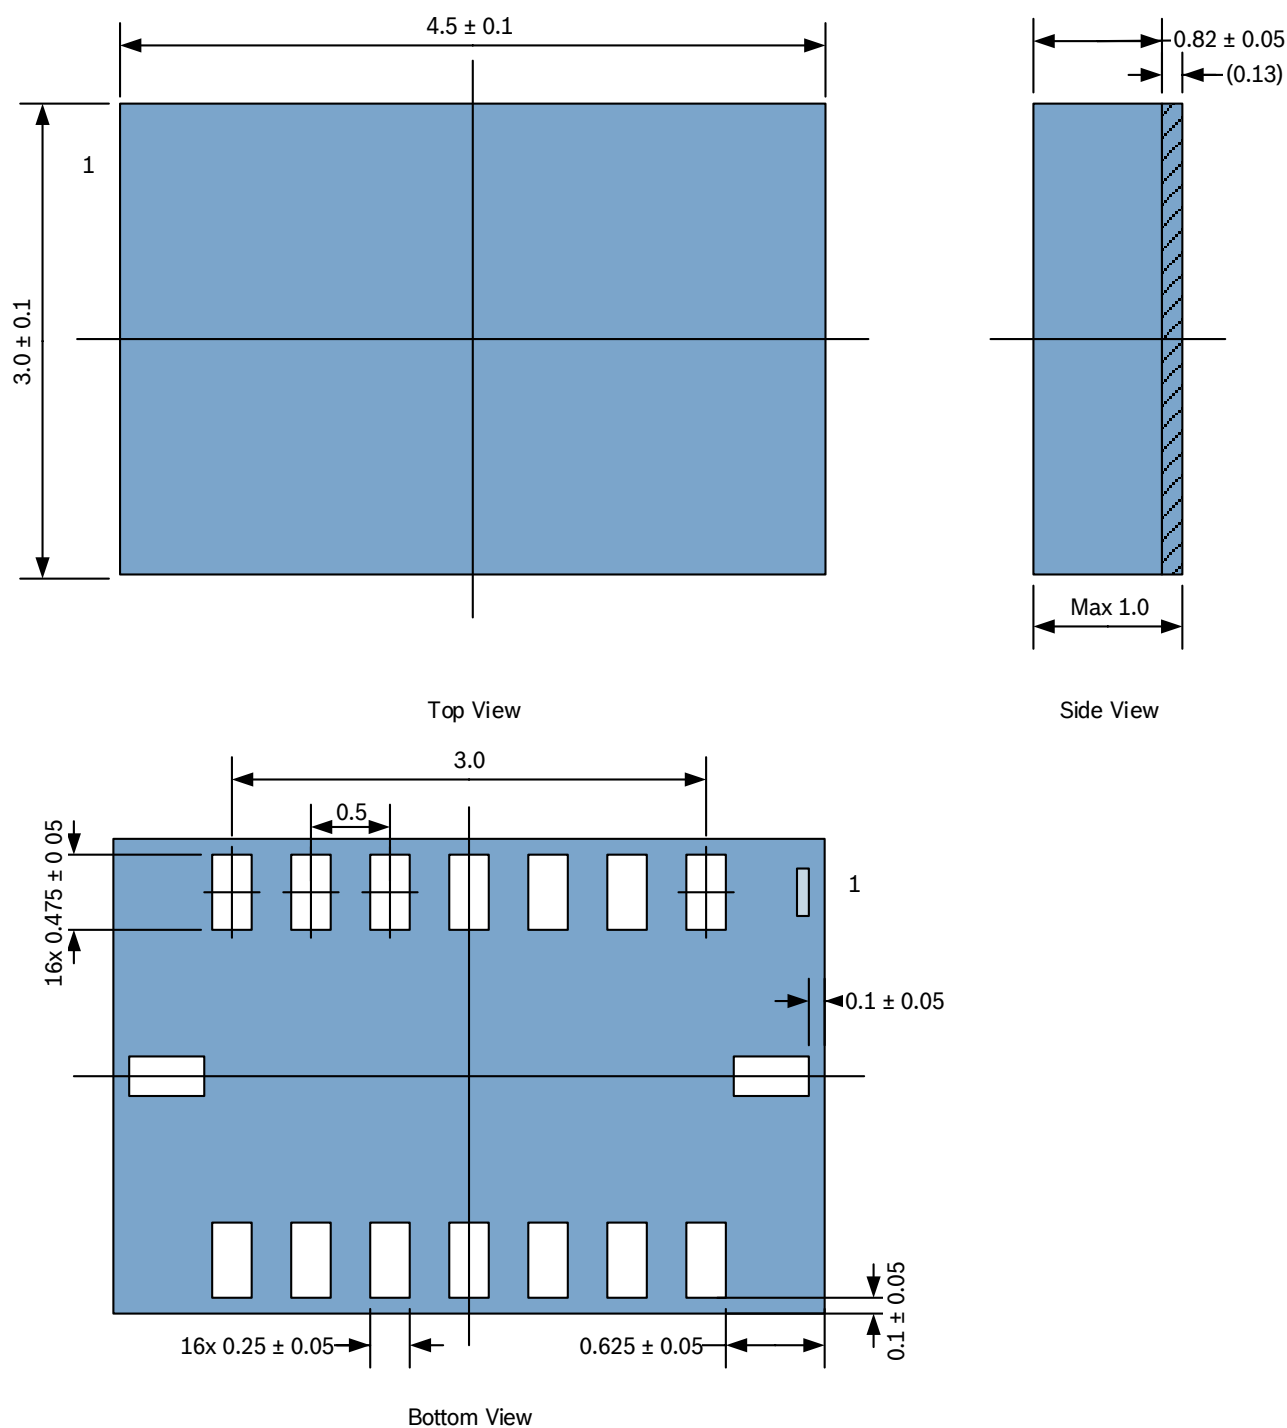 4.5 ± 0.1
0.82 ± 0.05
(0.13)
1
3.0 ± 0.1
Max 1.0
Top View
Side View
3.0
0.5
16x 0.475 ± 0 05
1
0.1 ± 0.05
16x 0.25 ± 0.05
0.625 ± 0.05
0.1 ± 0.05
Bottom View